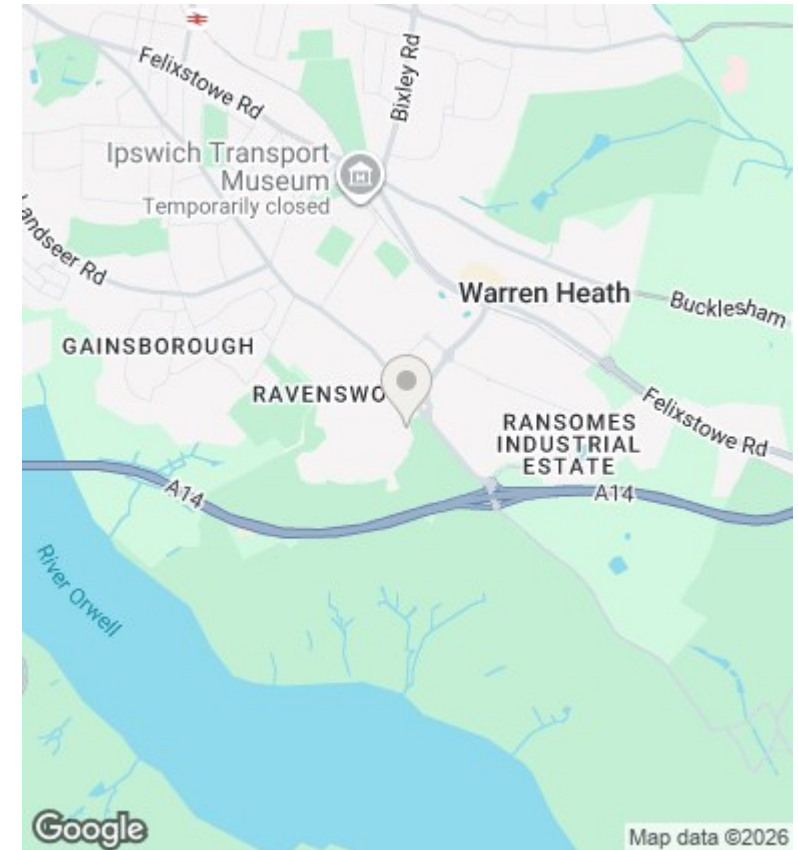 Felixstowe Rd
Bixley Rd
Ipswich Transport
Museum
Temporarily closed
Landseer Rd
Warren Heath
Bucklesham
GAINSBOROUGH
RAVENSWO
Felixstowe Rd
RANSOMES
INDUSTRIAL
ESTATE
A14
A14
River Orwell
Google
Map data ©2026